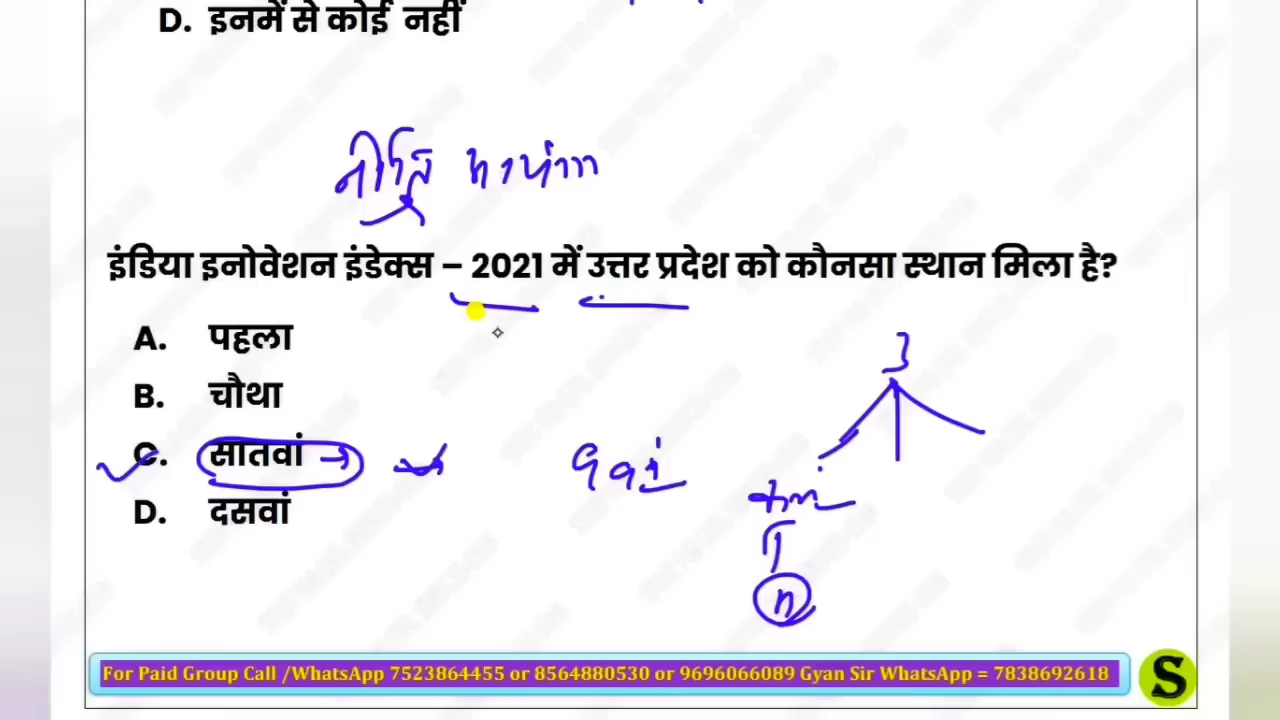 D. इनमें से कोई नहीं
नीति आयोग
इंडिया इनोवेशन इंडेक्स – 2021 में उत्तर प्रदेश को कौनसा स्थान मिला है?
A. पहला
B. चौथा
C. सातवां
D. दसवां
3
For Paid Group Call /WhatsApp 7523864455 or 8564880530 or 9696066089 Gyan Sir WhatsApp = 7838692618
S